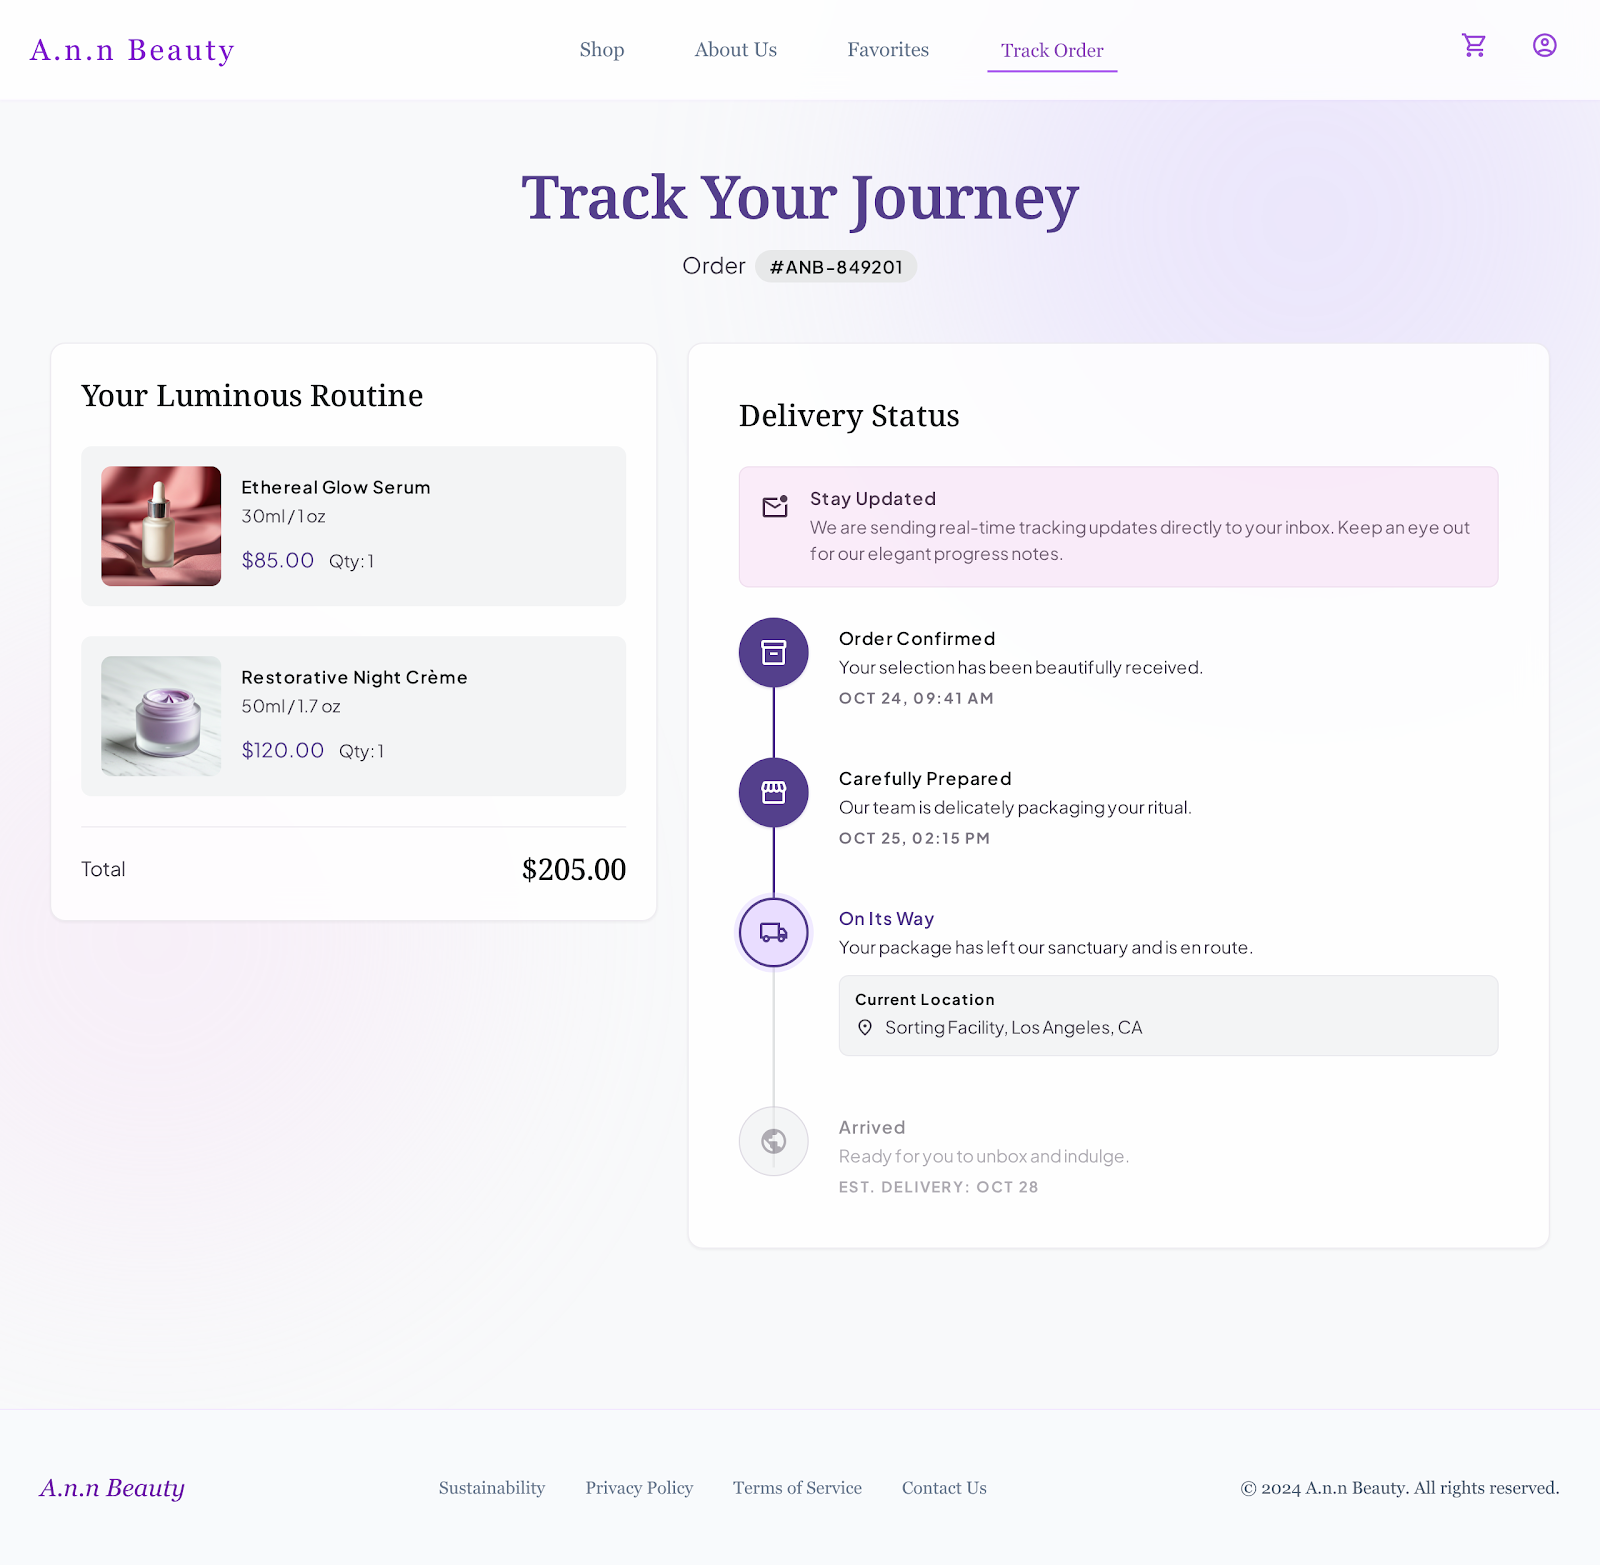 A.n.n Beauty
Shop
About Us
Favorites
Track Order
Track Your Journey
Order #ANB-849201
Your Luminous Routine
Ethereal Glow Serum
30ml / 1 oz
$85.00 Qty: 1
Restorative Night Crème
50ml / 1.7 oz
$120.00 Qty: 1
Total $205.00
Delivery Status
Stay Updated
We are sending real-time tracking updates directly to your inbox. Keep an eye out
for our elegant progress notes.
Order Confirmed
Your selection has been beautifully received.
OCT 24, 09:41 AM
Carefully Prepared
Our team is delicately packaging your ritual.
OCT 25, 02:15 PM
On Its Way
Your package has left our sanctuary and is en route.
Current Location
Sorting Facility, Los Angeles, CA
Arrived
Ready for you to unbox and indulge.
EST. DELIVERY: OCT 28
A.n.n Beauty
Sustainability
Privacy Policy
Terms of Service
Contact Us
© 2024 A.n.n Beauty. All rights reserved.